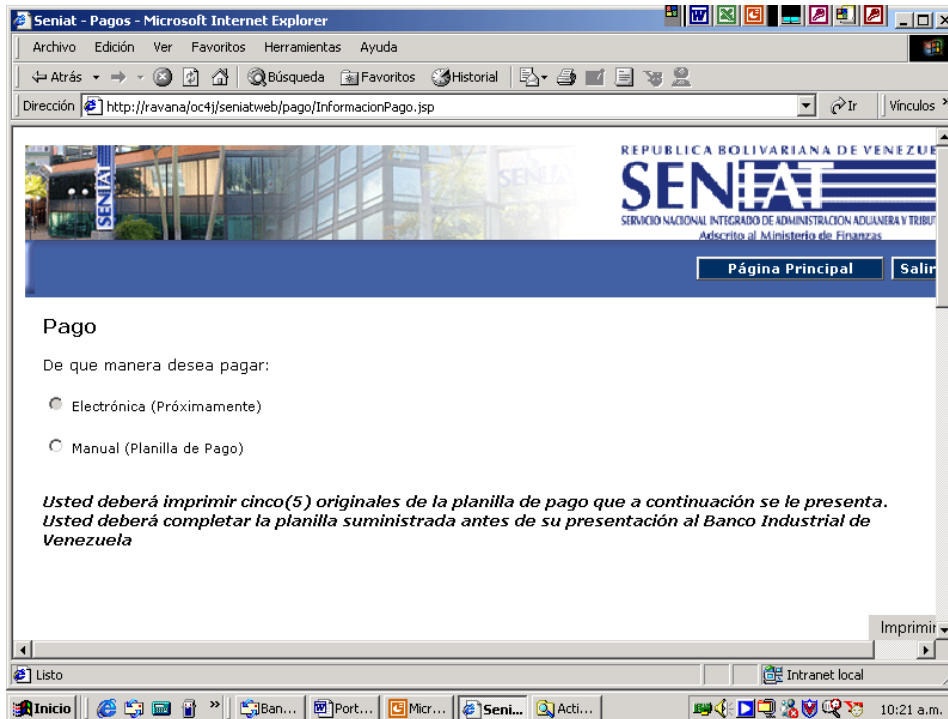 Seniat - Pagos - Microsoft Internet Explorer
Archivo Edición Ver Favoritos Herramientas Ayuda
Atrás Búsqueda Favoritos Historial
Dirección http://ravana/oc4j/seniatweb/pago/InformacionPago.jsp Ir Vínculos »
SENIAT
SENIAT
REPUBLICA BOLIVARIANA DE VENEZUE
SENIAT
SERVICIO NACIONAL INTEGRADO DE ADMINISTRACION ADUANERA Y TRIBUT
Adscrito al Ministerio de Finanzas
Página Principal Salir
Pago
De que manera desea pagar:
Electrónica (Próximamente)
Manual (Planilla de Pago)
Usted deberá imprimir cinco(5) originales de la planilla de pago que a continuación se le presenta.
Usted deberá completar la planilla suministrada antes de su presentación al Banco Industrial de
Venezuela
Imprimir
Listo Intranet local
Inicio » Ban... Port... Micr... Seni... Acti... 10:21 a.m.